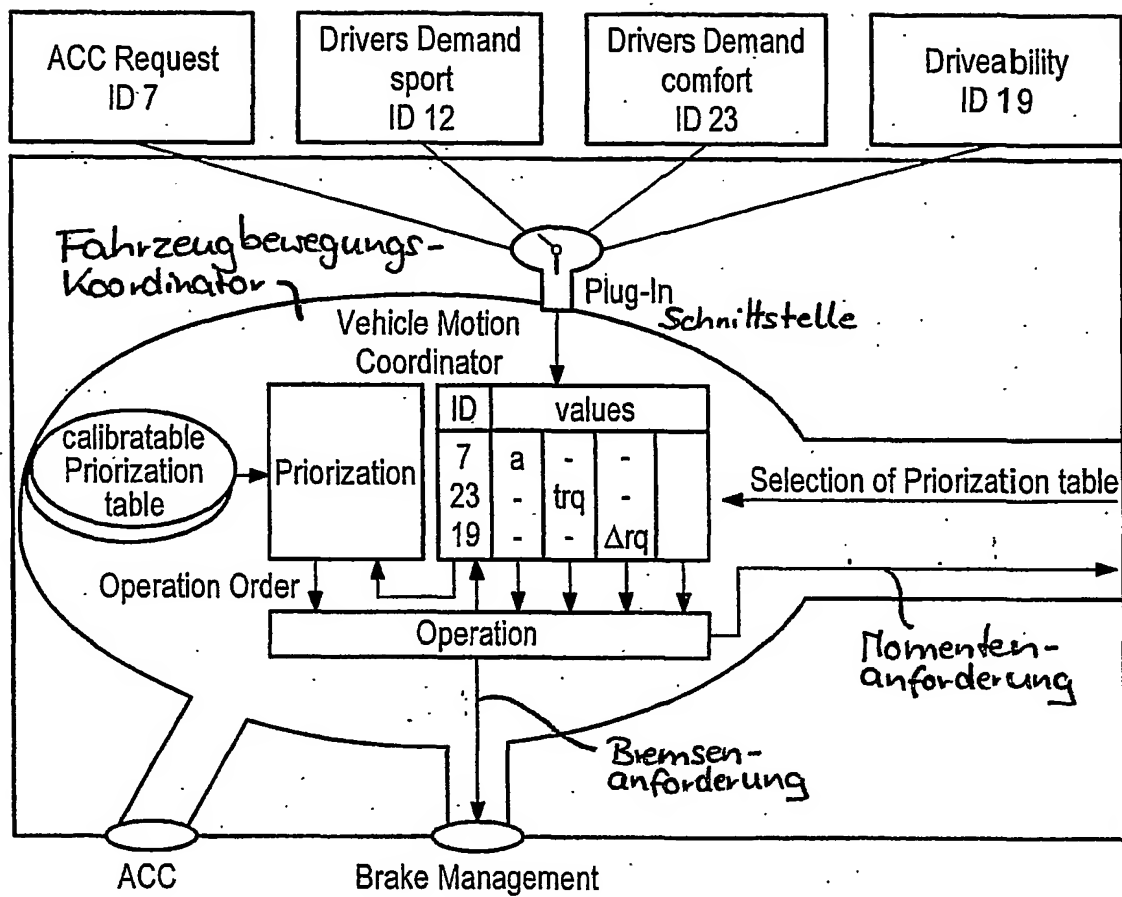 ACC Request
ID 7
Drivers Demand
sport
ID 12
Drivers Demand
comfort
ID 23
Driveability
ID 19
Fahrzeugbewegungs-
Koordinator
Plug-In
Schnittstelle
Vehicle Motion
Coordinator
calibratable
Priorization
table
Priorization
ID values
7 a - -
23 - trq -
19 - - Δrq
Selection of Priorization table
Operation Order
Operation
Momenten-
anforderung
Bremsen-
anforderung
ACC
Brake Management